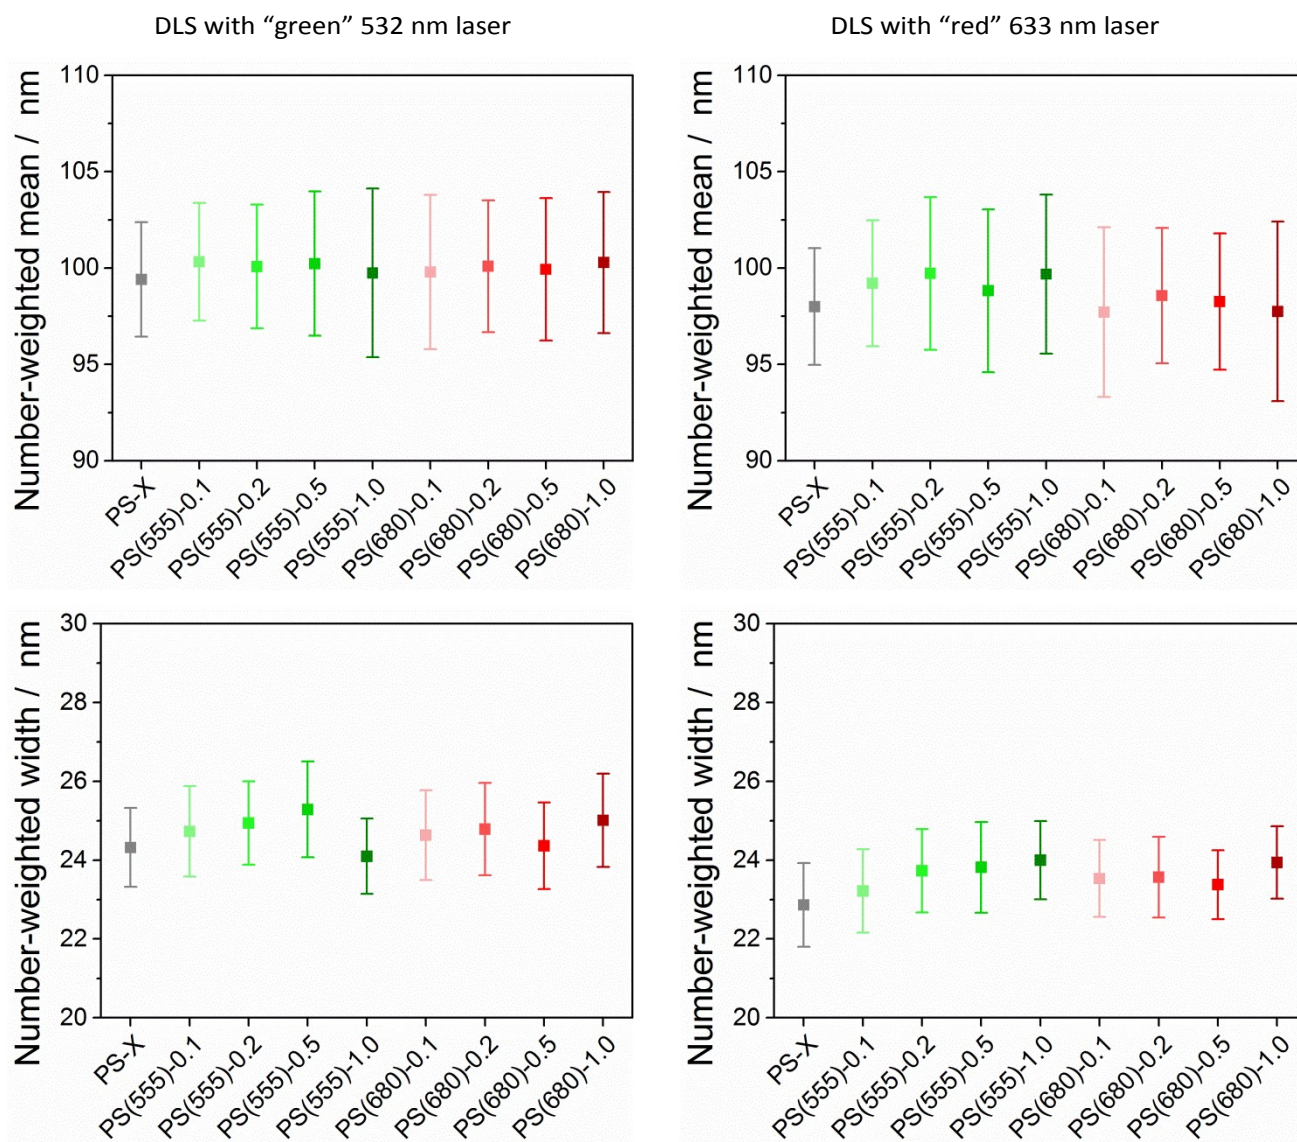 DLS with “green” 532 nm laser
DLS with “red” 633 nm laser
Number-weighted mean / nm
110
105
100
95
90
PS-X
PS(555)-0.1
PS(555)-0.2
PS(555)-0.5
PS(555)-1.0
PS(680)-0.1
PS(680)-0.2
PS(680)-0.5
PS(680)-1.0
Number-weighted mean / nm
110
105
100
95
90
PS-X
PS(555)-0.1
PS(555)-0.2
PS(555)-0.5
PS(555)-1.0
PS(680)-0.1
PS(680)-0.2
PS(680)-0.5
PS(680)-1.0
Number-weighted width / nm
30
28
26
24
22
20
PS-X
PS(555)-0.1
PS(555)-0.2
PS(555)-0.5
PS(555)-1.0
PS(680)-0.1
PS(680)-0.2
PS(680)-0.5
PS(680)-1.0
Number-weighted width / nm
30
28
26
24
22
20
PS-X
PS(555)-0.1
PS(555)-0.2
PS(555)-0.5
PS(555)-1.0
PS(680)-0.1
PS(680)-0.2
PS(680)-0.5
PS(680)-1.0